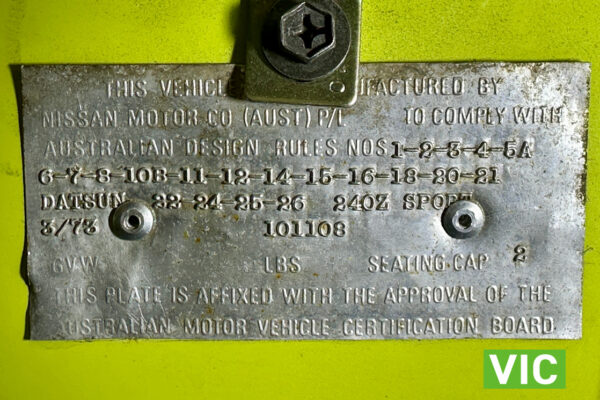 THIS VEHICL NUFACTURED BY
NISSAN MOTOR CO (AUST) P/L TO COMPLY WITH
AUSTRALIAN DESIGN RULES NOS 1-2-3-4-5A
6-7-8-10B-11-12-14-15-16-18-20-21
DATSUN 22-24-25-26 240Z SPORT
3/73 101108
GVW LBS SEATING CAP 2
THIS PLATE IS AFFIXED WITH THE APPROVAL OF THE
AUSTRALIAN MOTOR VEHICLE CERTIFICATION BOARD
VIC